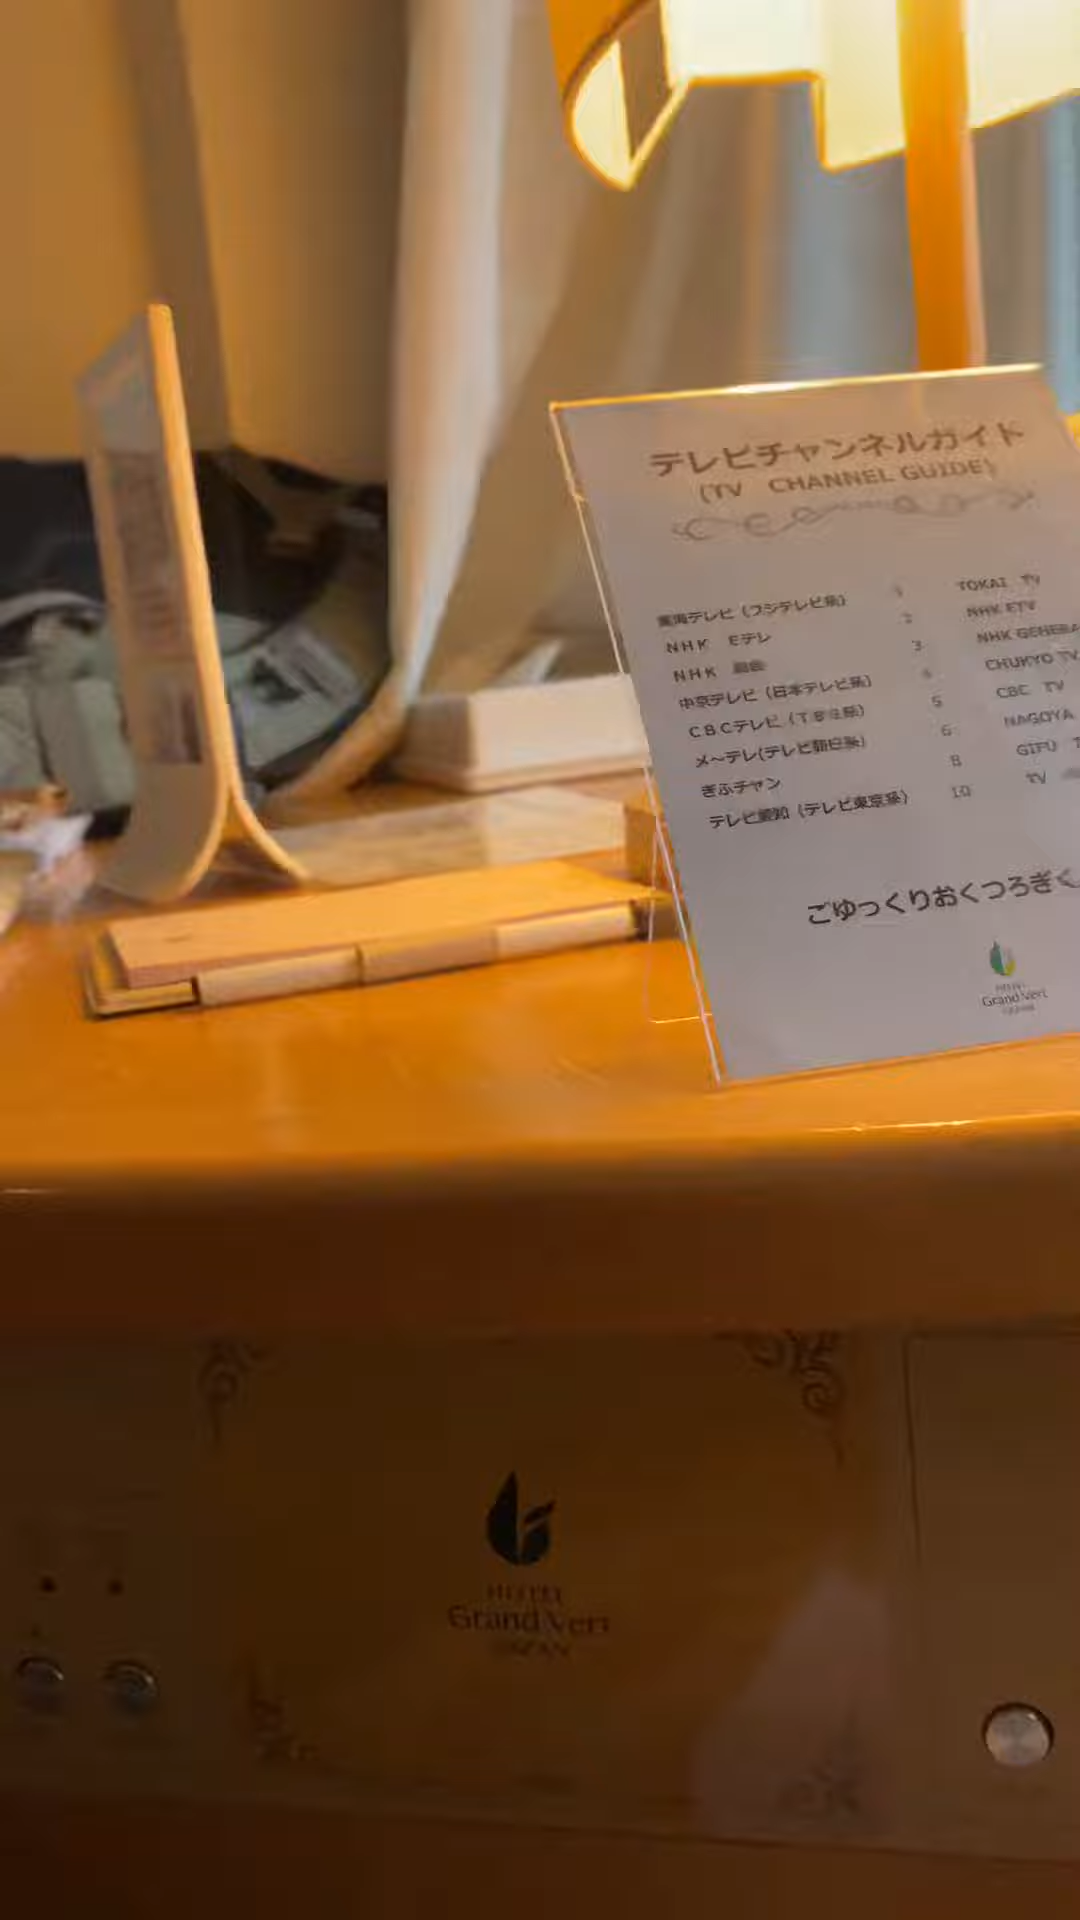 テレビチャンネルガイド
(TV CHANNEL GUIDE)
東海テレビ（フジテレビ系） 1 TOKAI TV
NHK Eテレ 2 NHK ETV
NHK 3 NHK GENERA
中京テレビ（日本テレビ系） 4 CHUKYO TV
CBCテレビ（TBS系） 5 CBC TV
メ～テレ(テレビ朝日系) 6 NAGOYA
ぎふチャン 8 GIFU
テレビ愛知（テレビ東京系） 10 TV
ごゆっくりおくつろぎく
HOTEL
Grand Vert
HOTEL
Grand Vert
JAPAN